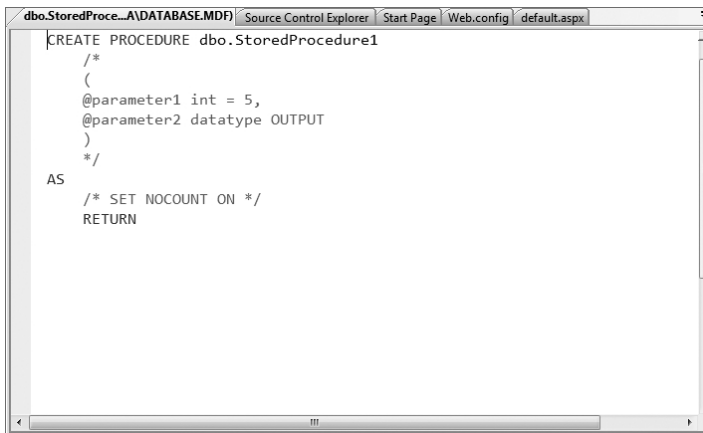 dbo.StoredProce...A\DATABASE.MDF) Source Control Explorer Start Page Web.config default.aspx
CREATE PROCEDURE dbo.StoredProcedure1
/*
(
@parameter1 int = 5,
@parameter2 datatype OUTPUT
)
*/
AS
/* SET NOCOUNT ON */
RETURN